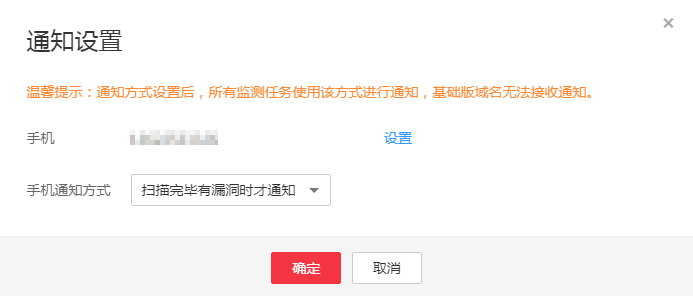 通知设置
温馨提示：通知方式设置后，所有监测任务使用该方式进行通知，基础版域名无法接收通知。
手机 设置
手机通知方式 扫描完毕有漏洞时才通知
确定 取消